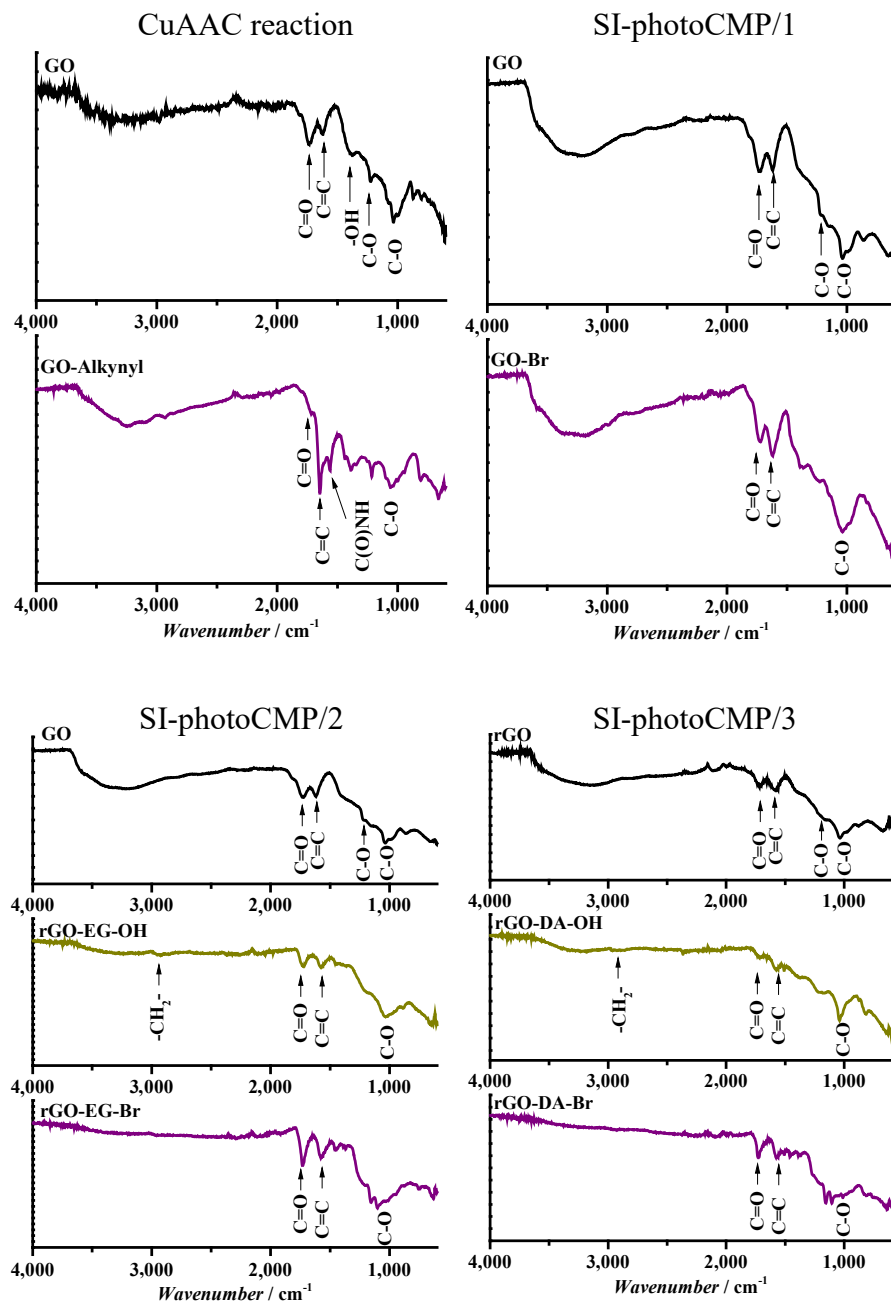 CuAAC reaction
GO
C=O
C=C
-OH
C-O
C-O
4,000 3,000 2,000 1,000
GO-Alkynyl
C=O
C=C
C(O)NH
C-O
4,000 3,000 2,000 1,000
Wavenumber / cm⁻¹
SI-photoCMP/1
GO
C=O
C=C
C-O
C-O
4,000 3,000 2,000 1,000
GO-Br
C=O
C=C
C-O
4,000 3,000 2,000 1,000
Wavenumber / cm⁻¹
SI-photoCMP/2
GO
C=O
C=C
C-O
C-O
4,000 3,000 2,000 1,000
rGO-EG-OH
-CH₂-
C=O
C=C
C-O
4,000 3,000 2,000 1,000
rGO-EG-Br
C=O
C=C
C-O
4,000 3,000 2,000 1,000
Wavenumber / cm⁻¹
SI-photoCMP/3
rGO
C=O
C=C
C-O
C-O
4,000 3,000 2,000 1,000
rGO-DA-OH
-CH₂-
C=O
C=C
C-O
4,000 3,000 2,000 1,000
rGO-DA-Br
C=O
C=C
C-O
4,000 3,000 2,000 1,000
Wavenumber / cm⁻¹